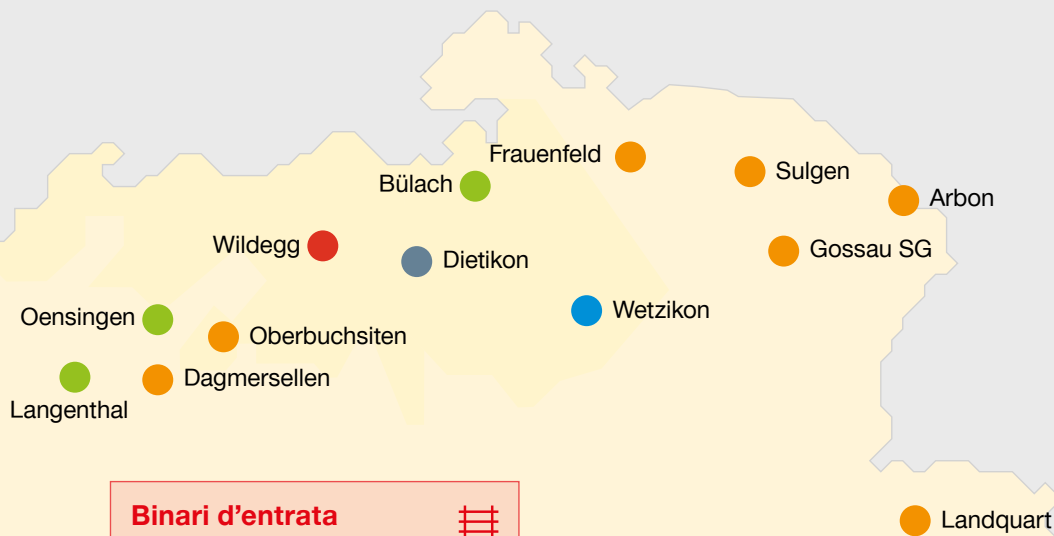 Frauenfeld
Sulgen
Bülach
Arbon
Wildegg
Dietikon
Gossau SG
Oensingen
Wetzikon
Oberbuchsiten
Dagmersellen
Langenthal
Binari d’entrata
Landquart